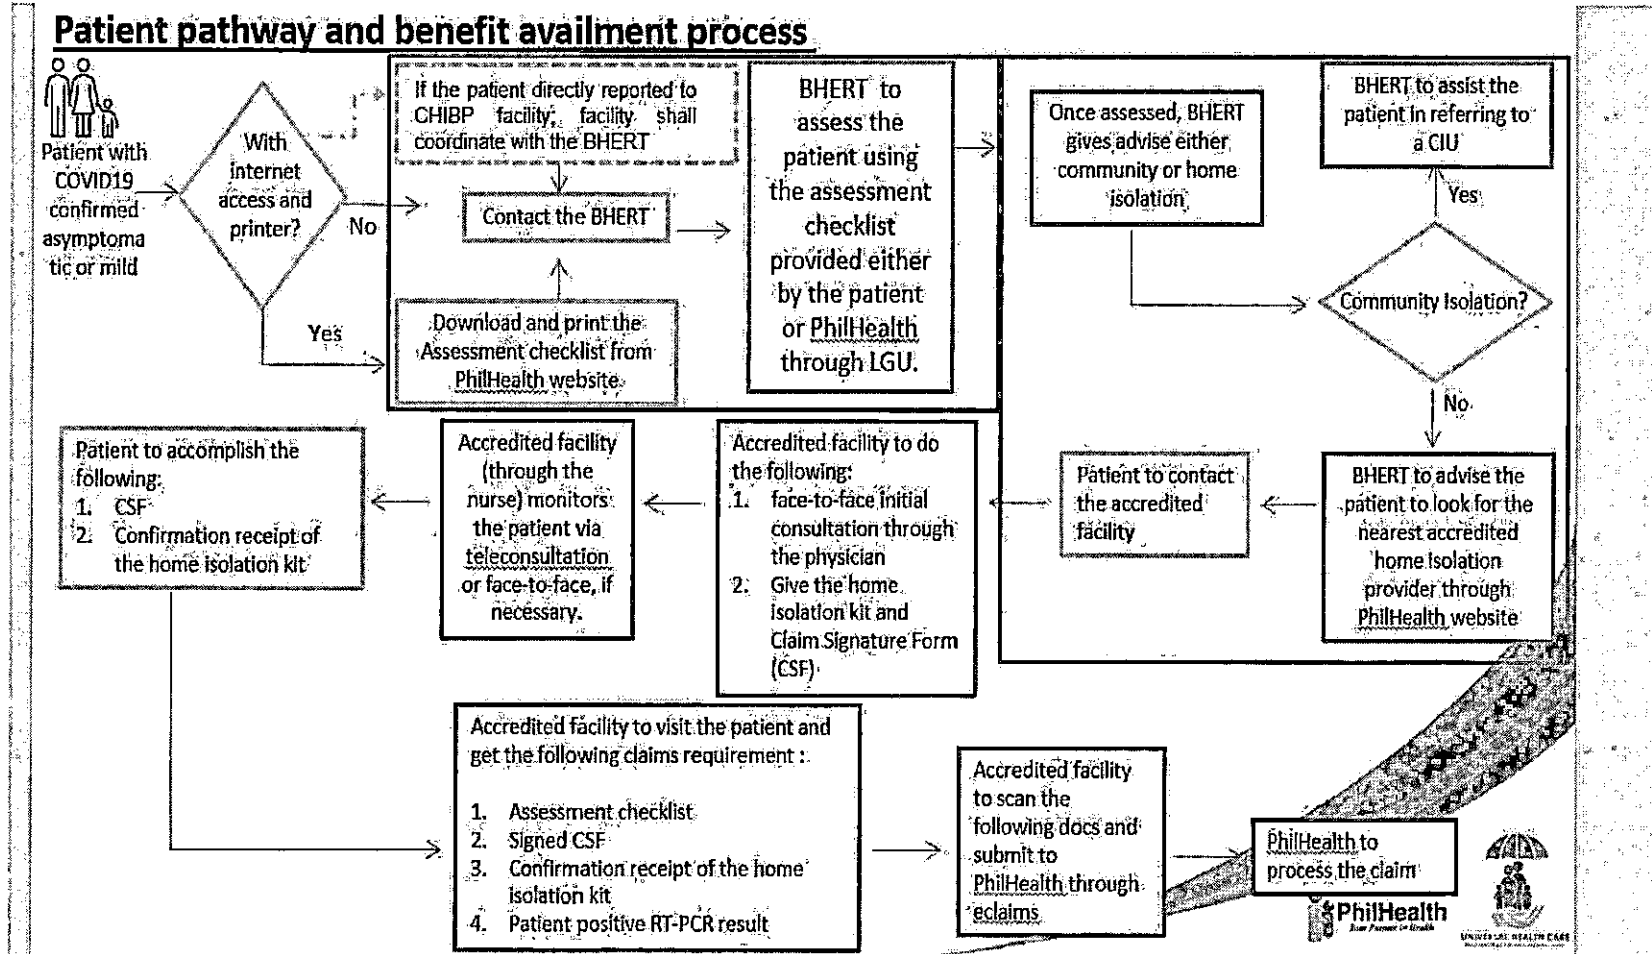 Patient pathway and benefit availment process
Patient with
COVID19
confirmed
asymptoma
tic or mild
With
internet
access and
printer?
No
Yes
If the patient directly reported to
CHIBP facility, facility shall
coordinate with the BHERT
Contact the BHERT
Download and print the
Assessment checklist from
PhilHealth website.
BHERT to
assess the
patient using
the assessment
checklist
provided either
by the patient
or PhilHealth
through LGU.
Once assessed, BHERT
gives advise either
community or home
isolation
BHERT to assist the
patient in referring to
a CIU
Yes
Community Isolation?
No
BHERT to advise the
patient to look for the
nearest accredited
home isolation
provider through
PhilHealth website
Patient to contact
the accredited
facility
Accredited facility to do
the following:
1. face-to-face initial
consultation through
the physician
2. Give the home
isolation kit and
Claim Signature Form
(CSF)
Accredited facility
(through the
nurse) monitors
the patient via
teleconsultation
or face-to-face, if
necessary.
Patient to accomplish the
following:
1. CSF
2. Confirmation receipt of
the home isolation kit
Accredited facility to visit the patient and
get the following claims requirement :
1. Assessment checklist
2. Signed CSF
3. Confirmation receipt of the home
isolation kit
4. Patient positive RT-PCR result
Accredited facility
to scan the
following docs and
submit to
PhilHealth through
eclaims
PhilHealth to
process the claim
PhilHealth
Your Partner in Health
UNIVERSAL HEALTH CARE